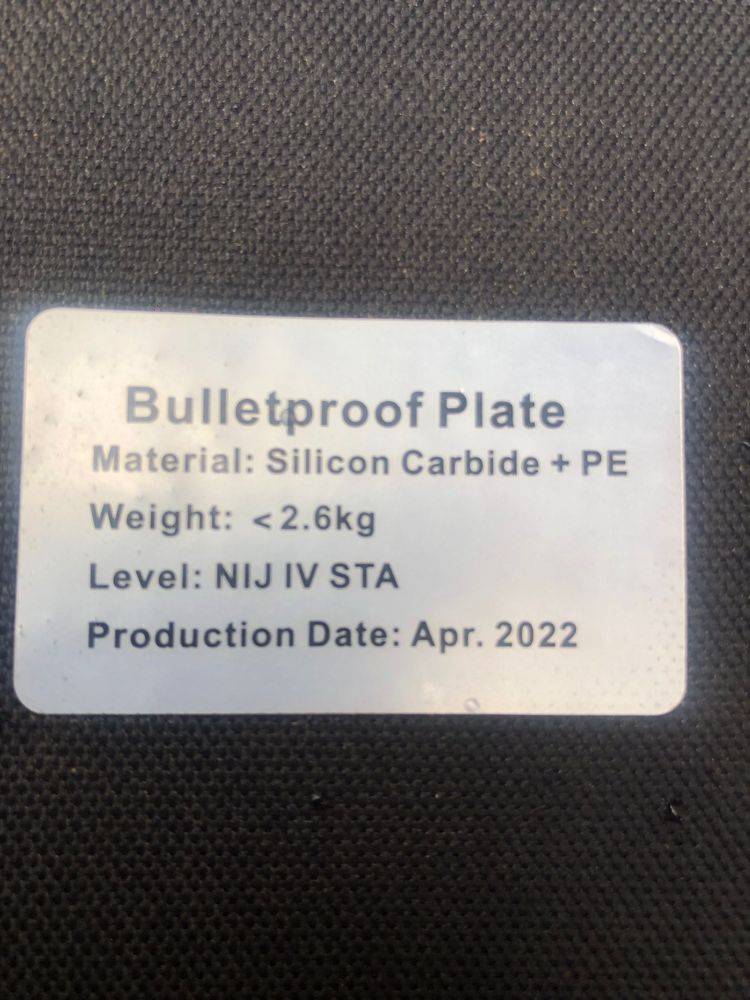 Bulletproof Plate
Material: Silicon Carbide + PE
Weight: <2.6kg
Level: NIJ IV STA
Production Date: Apr. 2022